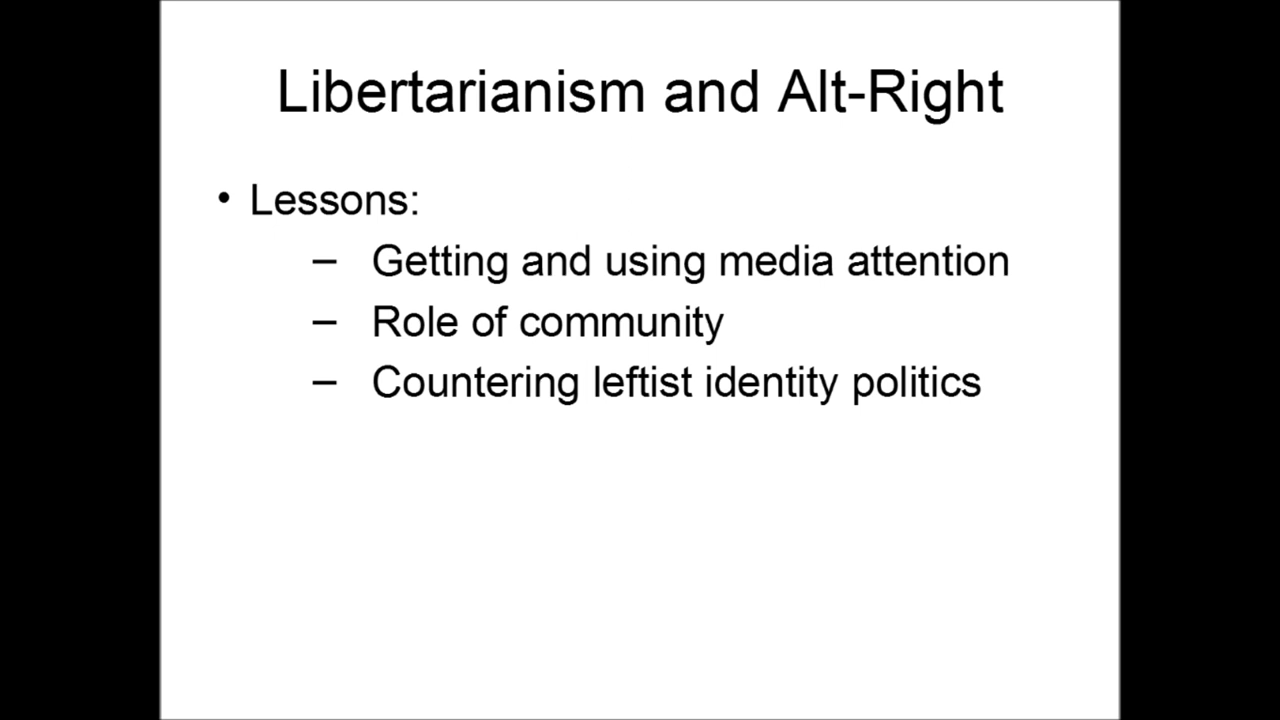 Libertarianism and Alt-Right
• Lessons:
– Getting and using media attention
– Role of community
– Countering leftist identity politics